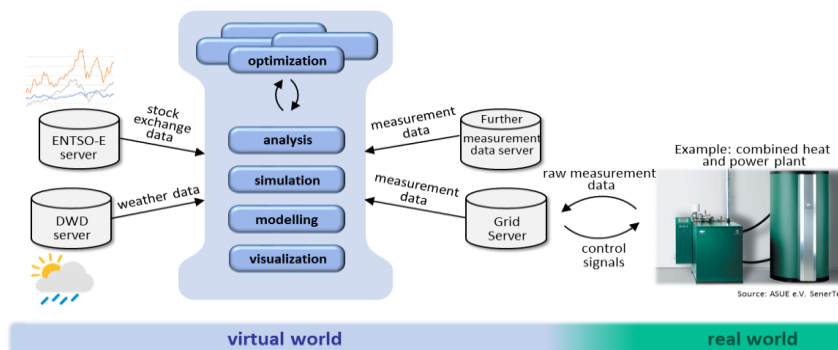 optimization
stock
exchange
data
ENTSO-E
server
weather data
DWD
server
analysis
simulation
modelling
visualization
measurement
data
Further
measurement
data server
measurement
data
Grid
Server
raw measurement
data
control
signals
Example: combined heat
and power plant
Source: ASUE e.V. SenerTe
virtual world
real world